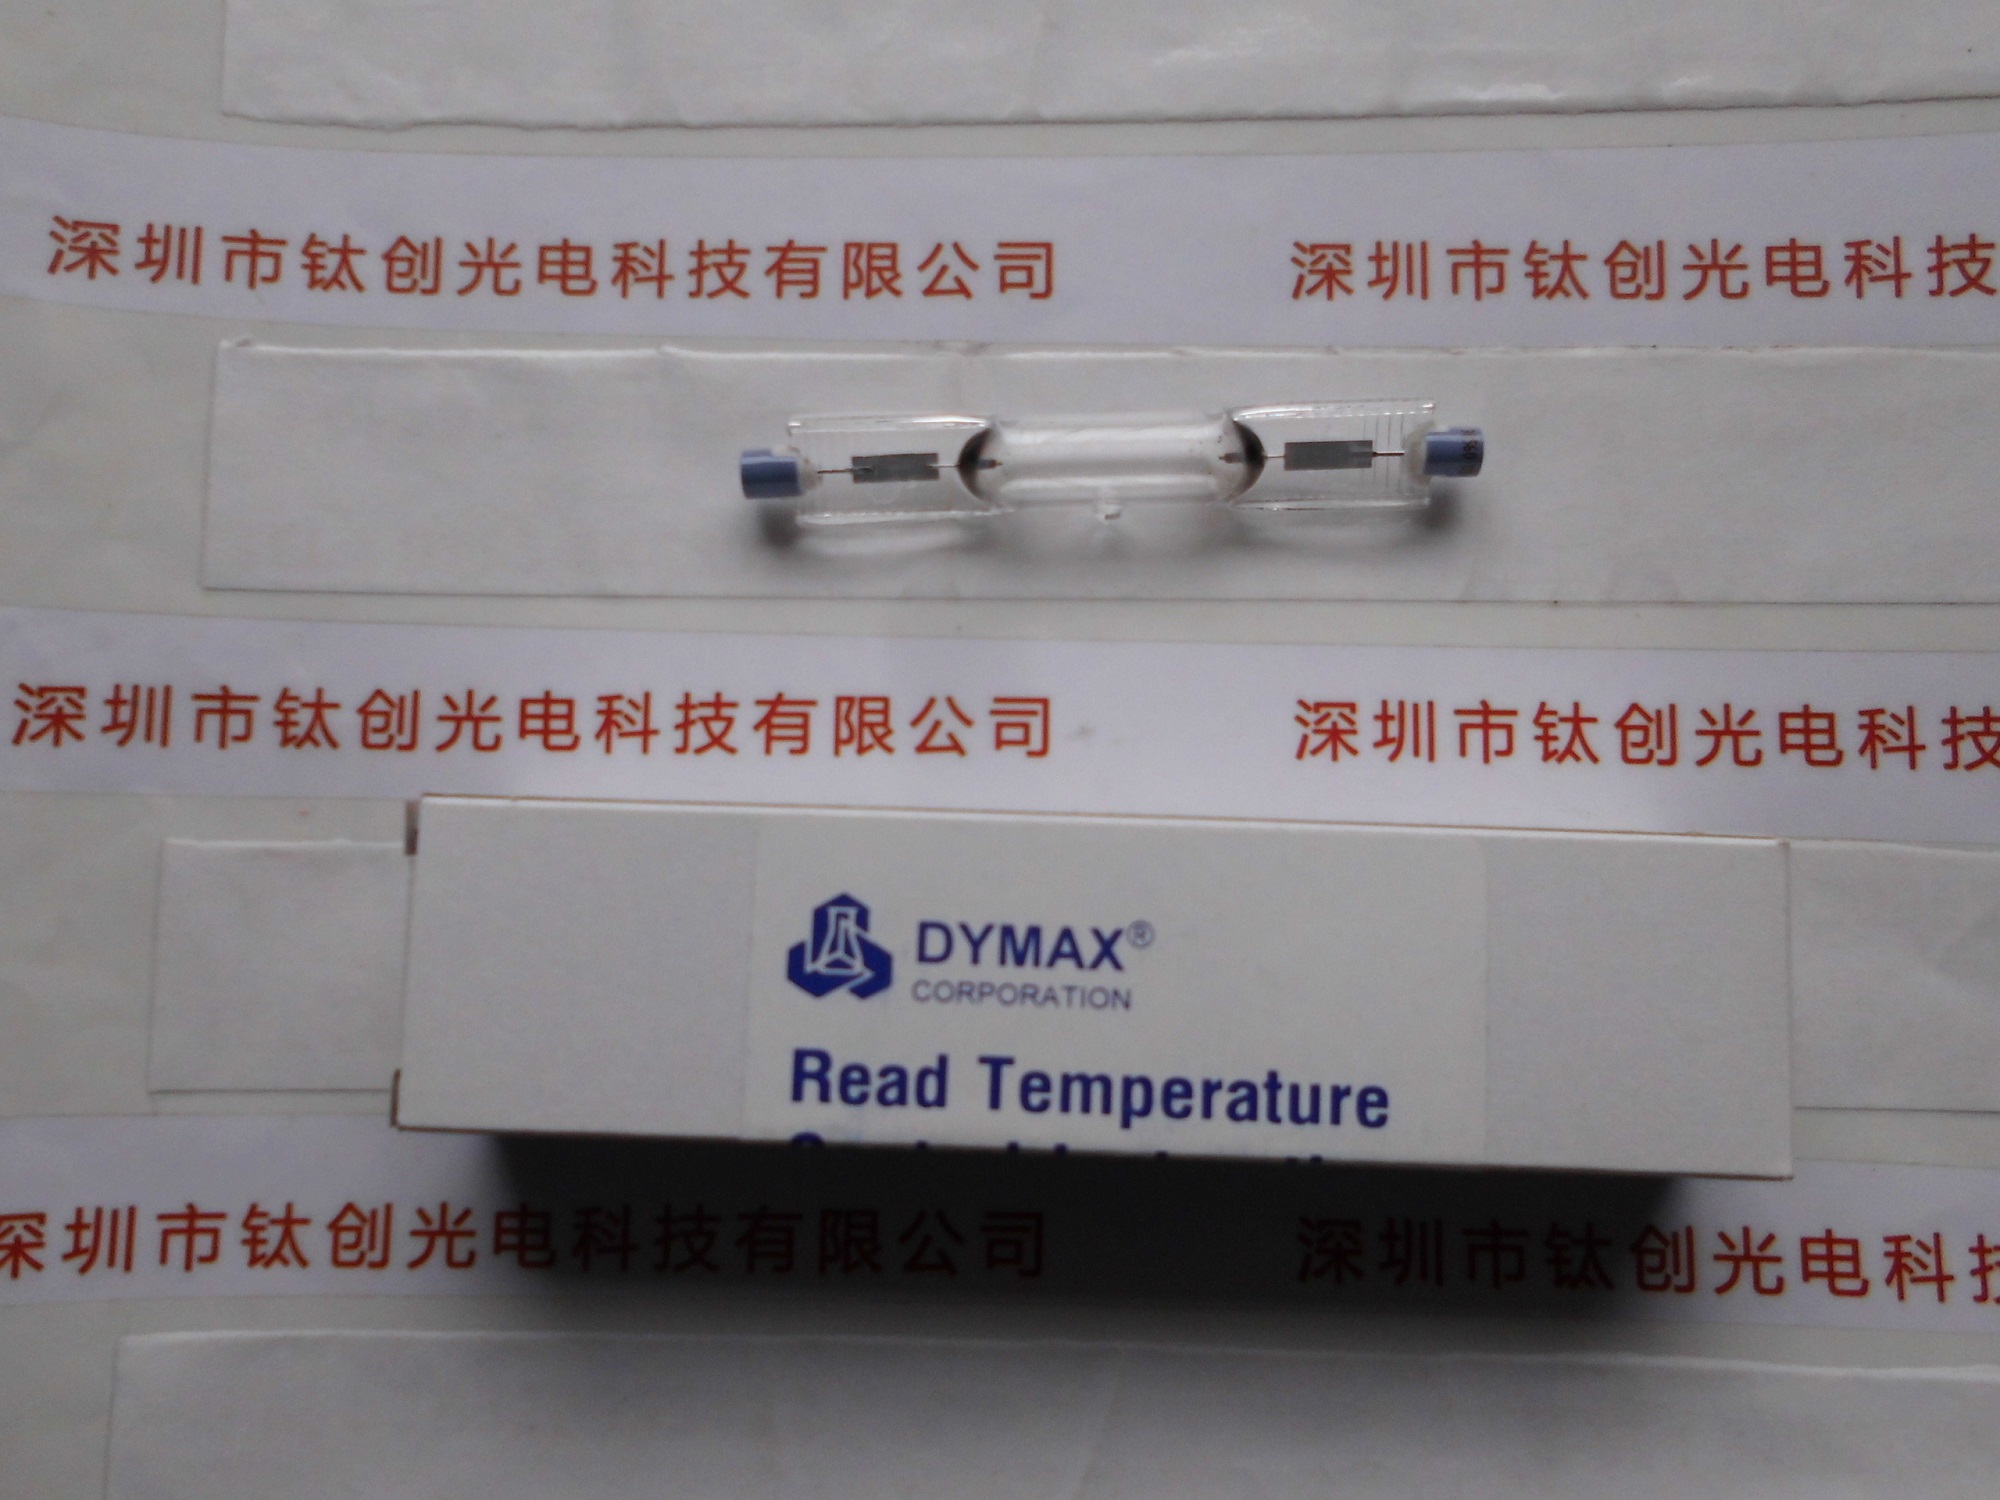 深圳市钛创光电科技有限公司 深圳市钛创光电科技
深圳市钛创光电科技有限公司 深圳市钛创光电科技
DYMAX®
CORPORATION
Read Temperature
深圳市钛创光电科技有限公司 深圳市钛创光电科技